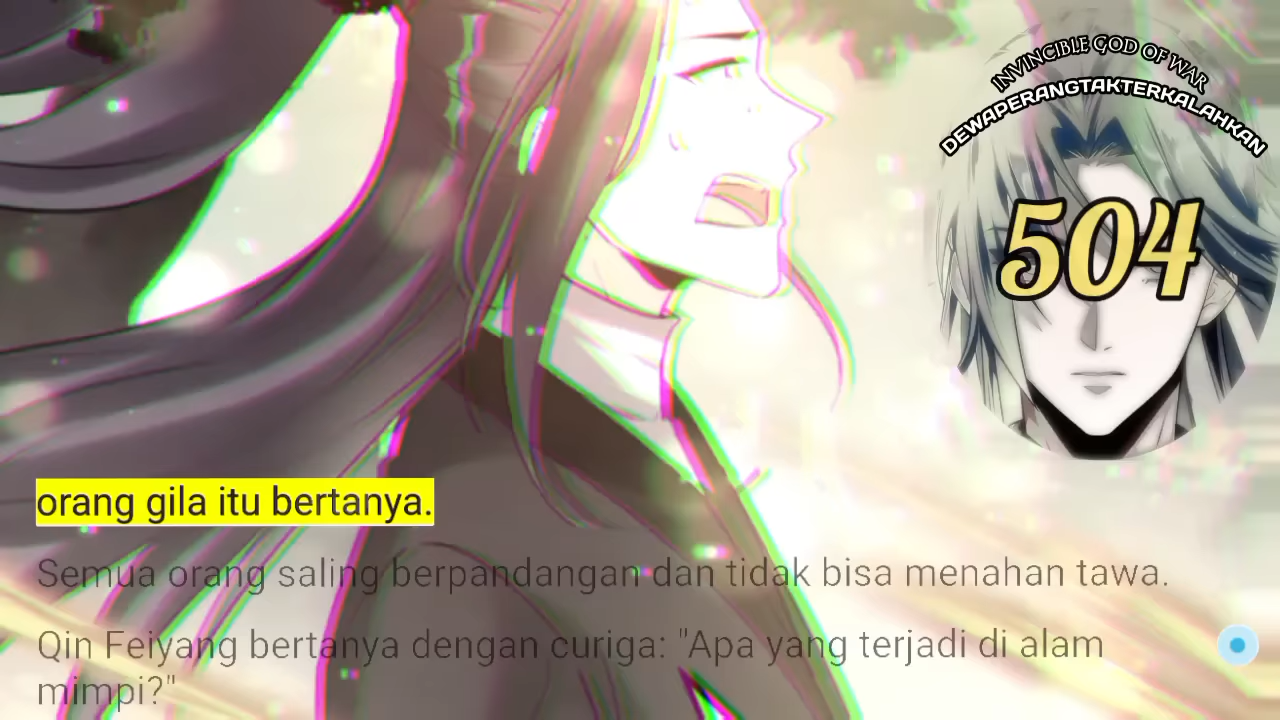 INVINCIBLE GOD OF WAR
DEWAPERANGTAKTERKALAHKAN
504
orang gila itu bertanya.
Semua orang saling berpandangan dan tidak bisa menahan tawa.
Qin Feiyang bertanya dengan curiga: "Apa yang terjadi di alam
mimpi?"